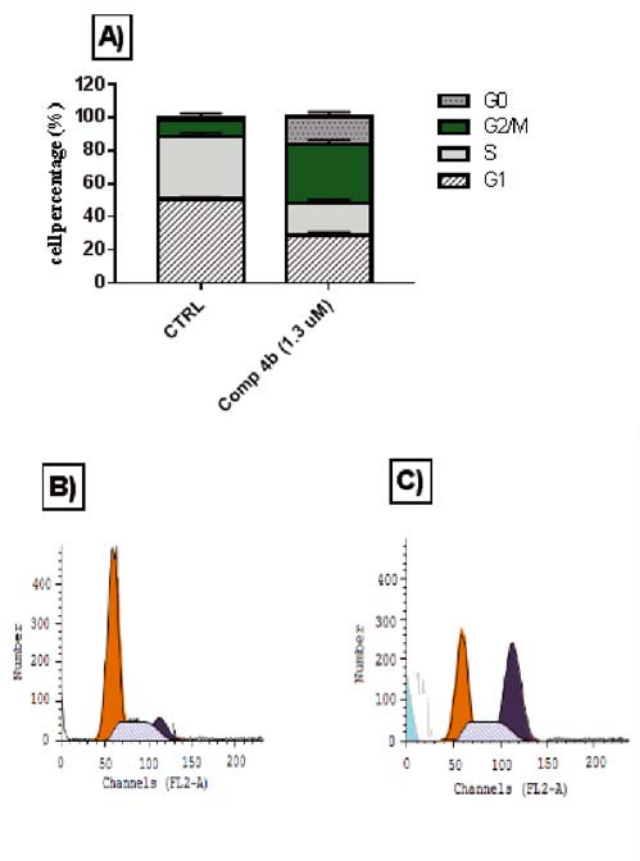 A)
120
100
80
60
40
20
0
cell percentage (%)
G0
G2/M
S
G1
CTRL
Comp 4b (1.3 uM)
B)
C)
400
300
200
100
0
Number
0 50 100 150 200
Channels (FL2-A)
400
300
200
100
0
Number
0 50 100 150 200
Channels (FL2-A)